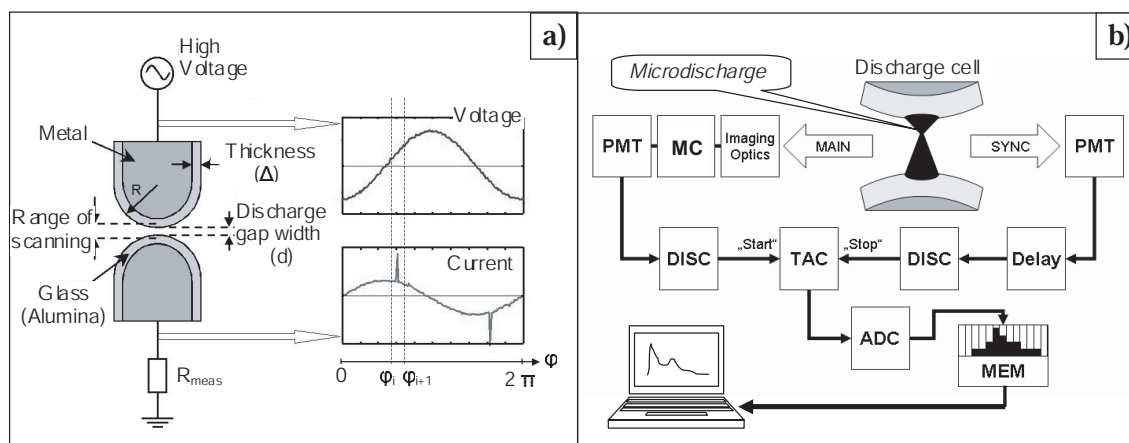 a)
High
Voltage
Metal
Thickness
(Δ)
R
Range of
scanning
Discharge
gap width
(d)
Glass
(Alumina)
R_meas
Voltage
Current
0
φi
φi+1
2 π
φ
b)
Microdischarge
Discharge cell
PMT
MC
Imaging
Optics
MAIN
SYNC
PMT
DISC
„Start“
TAC
„Stop“
DISC
Delay
ADC
MEM